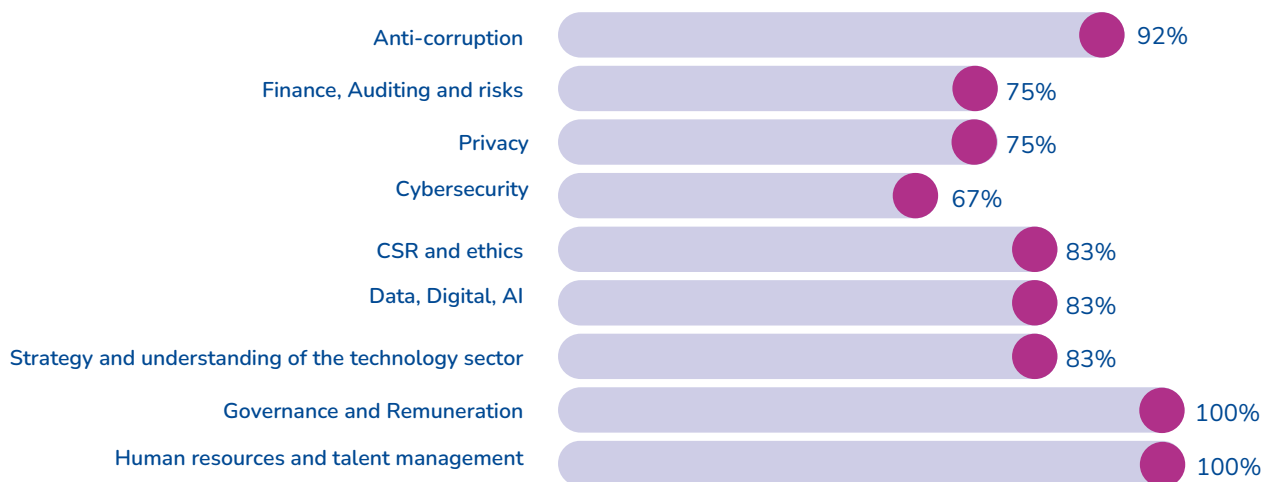 Anti-corruption 92%
Finance, Auditing and risks 75%
Privacy 75%
Cybersecurity 67%
CSR and ethics 83%
Data, Digital, AI 83%
Strategy and understanding of the technology sector 83%
Governance and Remuneration 100%
Human resources and talent management 100%